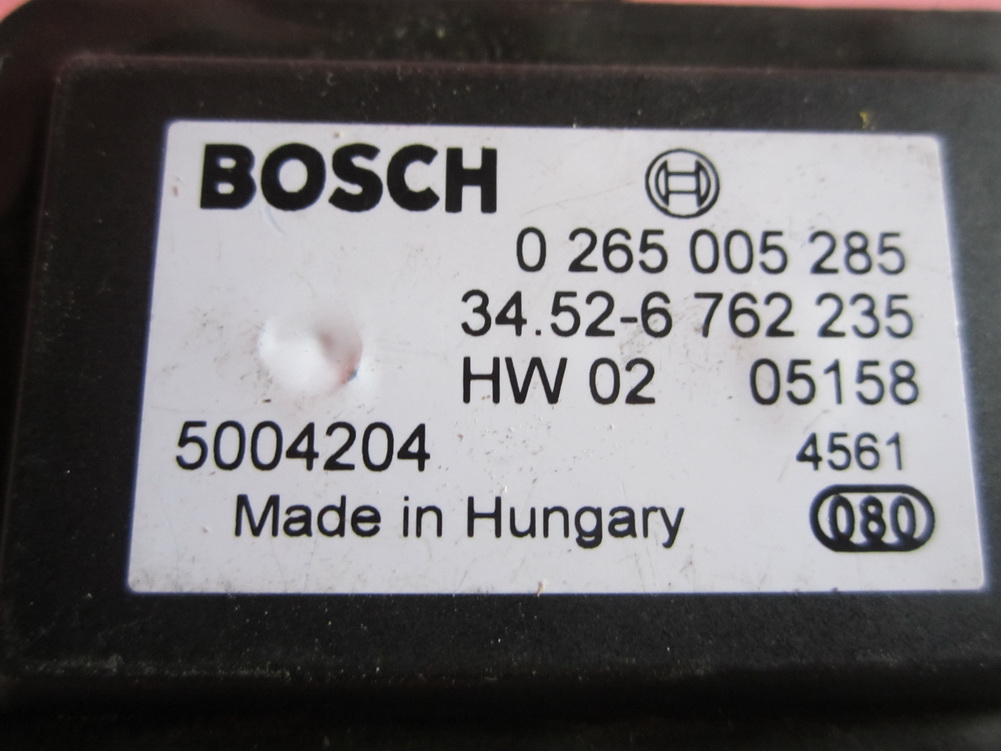 BOSCH
0 265 005 285
34.52-6 762 235
HW 02 05158
5004204 4561
Made in Hungary 080